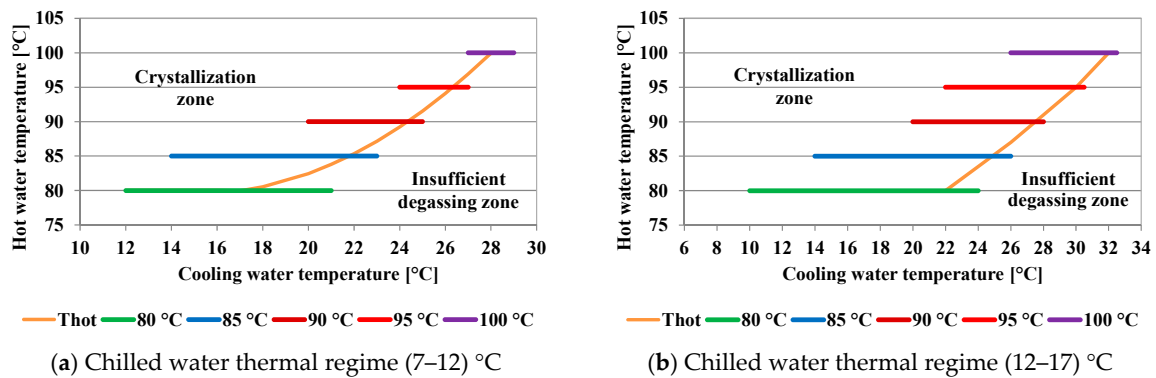 105
100
95
90
85
80
75
Hot water temperature [°C]
Crystallization
zone
Insufficient
degassing zone
10 12 14 16 18 20 22 24 26 28 30
Cooling water temperature [°C]
Thot 80 °C 85 °C 90 °C 95 °C 100 °C
(a) Chilled water thermal regime (7–12) °C
105
100
95
90
85
80
75
Hot water temperature [°C]
Crystallization
zone
Insufficient
degassing zone
6 8 10 12 14 16 18 20 22 24 26 28 30 32 34
Cooling water temperature [°C]
Thot 80 °C 85 °C 90 °C 95 °C 100 °C
(b) Chilled water thermal regime (12–17) °C